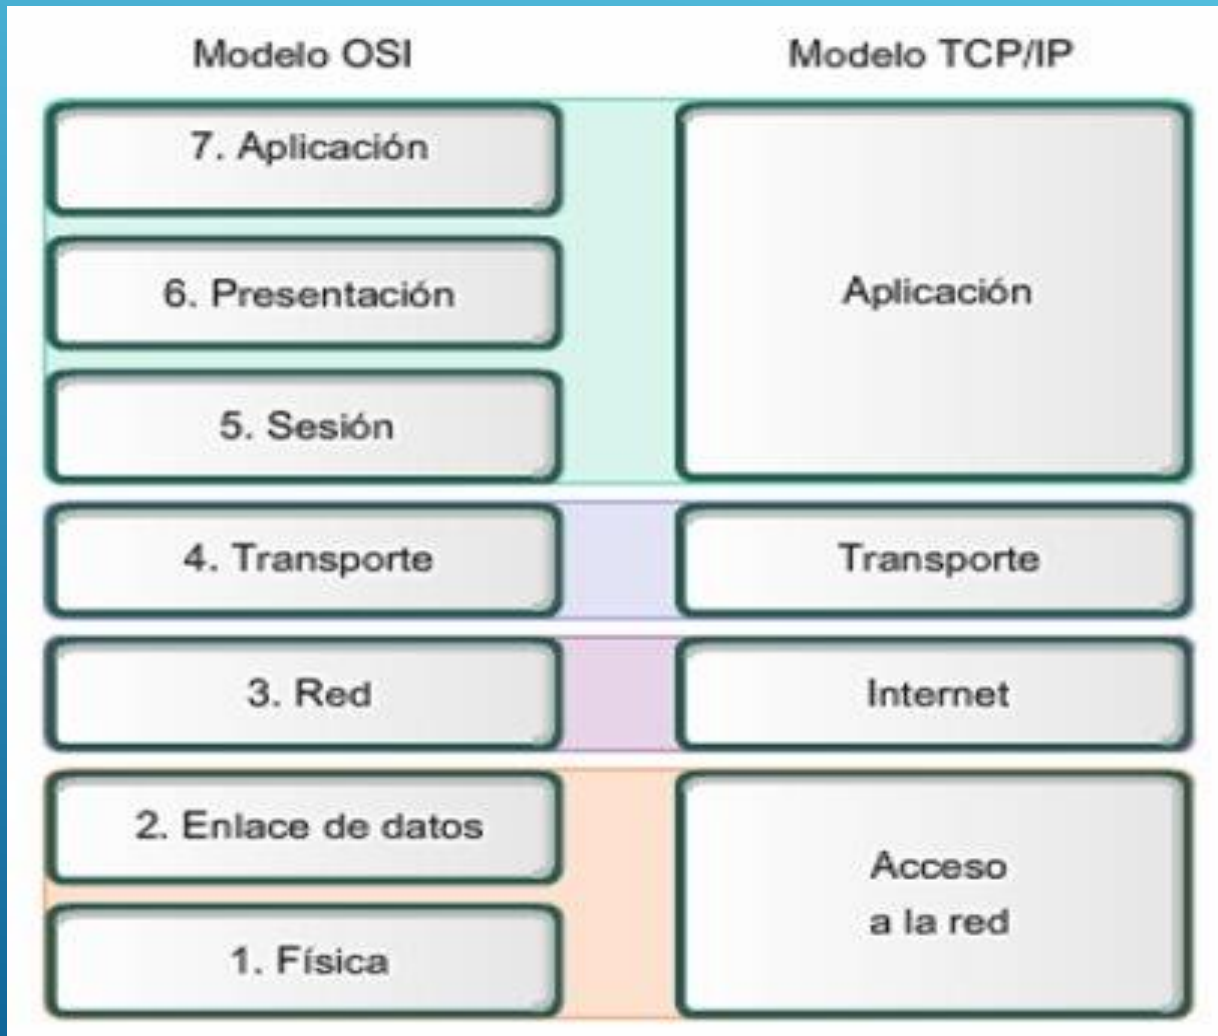 Modelo OSI
Modelo TCP/IP
7. Aplicación
6. Presentación
5. Sesión
Aplicación
4. Transporte
Transporte
3. Red
Internet
2. Enlace de datos
1. Física
Acceso
a la red